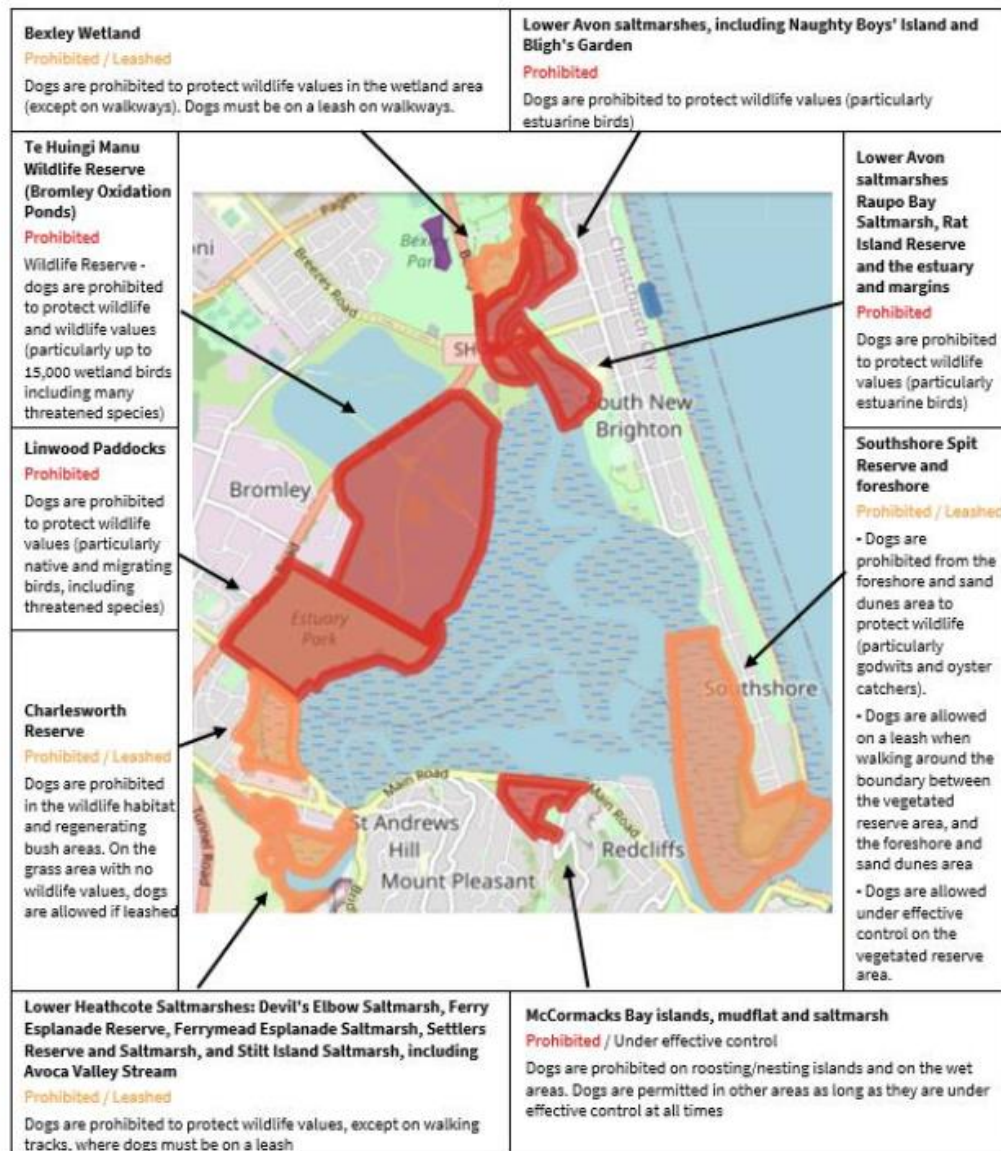 Bexley Wetland
Prohibited / Leashed
Dogs are prohibited to protect wildlife values in the wetland area
(except on walkways). Dogs must be on a leash on walkways.
Lower Avon saltmarshes, including Naughty Boys' Island and
Bligh's Garden
Prohibited
Dogs are prohibited to protect wildlife values (particularly
estuarine birds)
Te Huingi Manu
Wildlife Reserve
(Bromley Oxidation
Ponds)
Prohibited
Wildlife Reserve -
dogs are prohibited
to protect wildlife
and wildlife values
(particularly up to
15,000 wetland birds
including many
threatened species)
Linwood Paddocks
Prohibited
Dogs are prohibited
to protect wildlife
values (particularly
native and migrating
birds, including
threatened species)
Charlesworth
Reserve
Prohibited / Leashed
Dogs are prohibited
in the wildlife habitat
and regenerating
bush areas. On the
grass area with no
wildlife values, dogs
are allowed if leashed
Pages
Bexley
Par
B
oni
Breezes Road
Christchurch City
SH
South New
Brighton
Bromley
Estuary
Park
Southshore
Main Road
Main Road
St Andrews
Hill
Redcliffs
Mount Pleasant
Tunnel Road
Brid
Lower Avon
saltmarshes
Raupo Bay
Saltmarsh, Rat
Island Reserve
and the estuary
and margins
Prohibited
Dogs are prohibited
to protect wildlife
values (particularly
estuarine birds)
Southshore Spit
Reserve and
foreshore
Prohibited / Leashed
- Dogs are
prohibited from the
foreshore and sand
dunes area to
protect wildlife
(particularly
godwits and oyster
catchers).
- Dogs are allowed
on a leash when
walking around the
boundary between
the vegetated
reserve area, and
the foreshore and
sand dunes area
- Dogs are allowed
under effective
control on the
vegetated reserve
area.
Lower Heathcote Saltmarshes: Devil's Elbow Saltmarsh, Ferry
Esplanade Reserve, Ferrymead Esplanade Saltmarsh, Settlers
Reserve and Saltmarsh, and Stilt Island Saltmarsh, including
Avoca Valley Stream
Prohibited / Leashed
Dogs are prohibited to protect wildlife values, except on walking
tracks, where dogs must be on a leash
McCormacks Bay islands, mudflat and saltmarsh
Prohibited / Under effective control
Dogs are prohibited on roosting/nesting islands and on the wet
areas. Dogs are permitted in other areas as long as they are under
effective control at all times